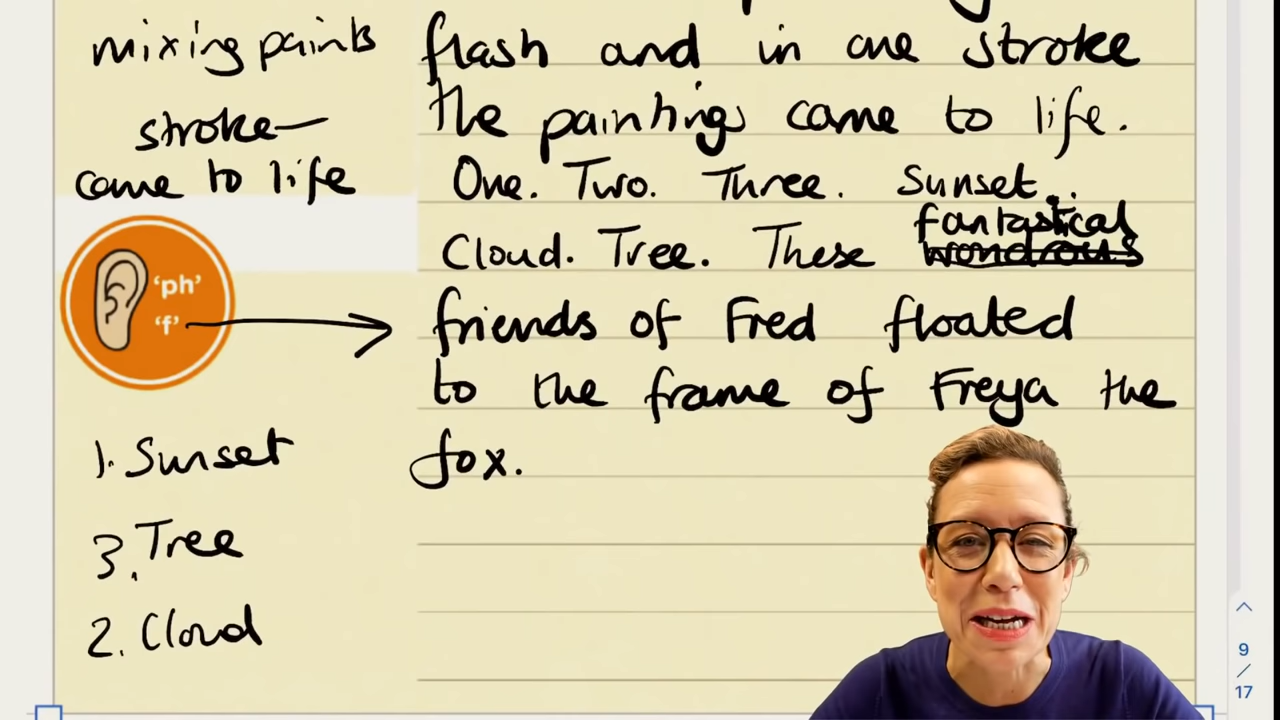 mixing paints
stroke—
came to life
'ph'
'f'
1. Sunset
3. Tree
2. Cloud
flash and in one stroke
the paintings came to life.
One. Two. Three. Sunset.
Cloud. Tree. These wondrous fantastical
friends of Fred floated
to the frame of Freya the
fox.
9
/
17